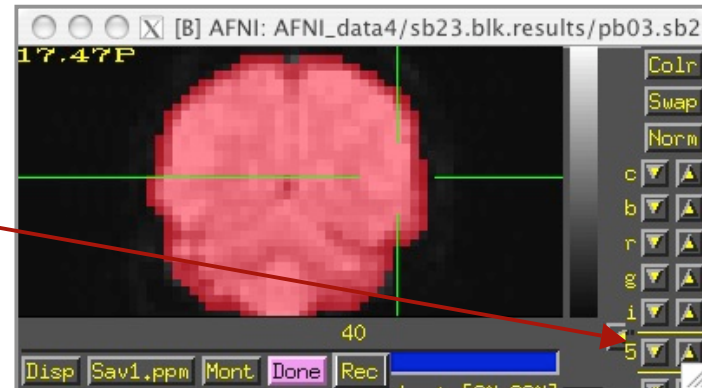 [B] AFNI: AFNI_data4/sb23.blk.results/pb03.sb2
17.47P
Colr
Swap
Norm
c
b
r
g
i
5
40
Disp Sav1.ppm Mont Done Rec